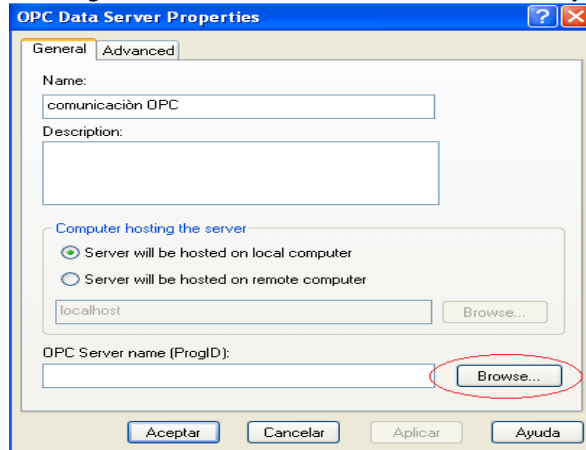 OPC Data Server Properties
General Advanced
Name:
comunicaciòn OPC
Description:
Computer hosting the server
Server will be hosted on local computer
Server will be hosted on remote computer
localhost Browse...
OPC Server name (ProgID):
Browse...
Aceptar Cancelar Aplicar Ayuda